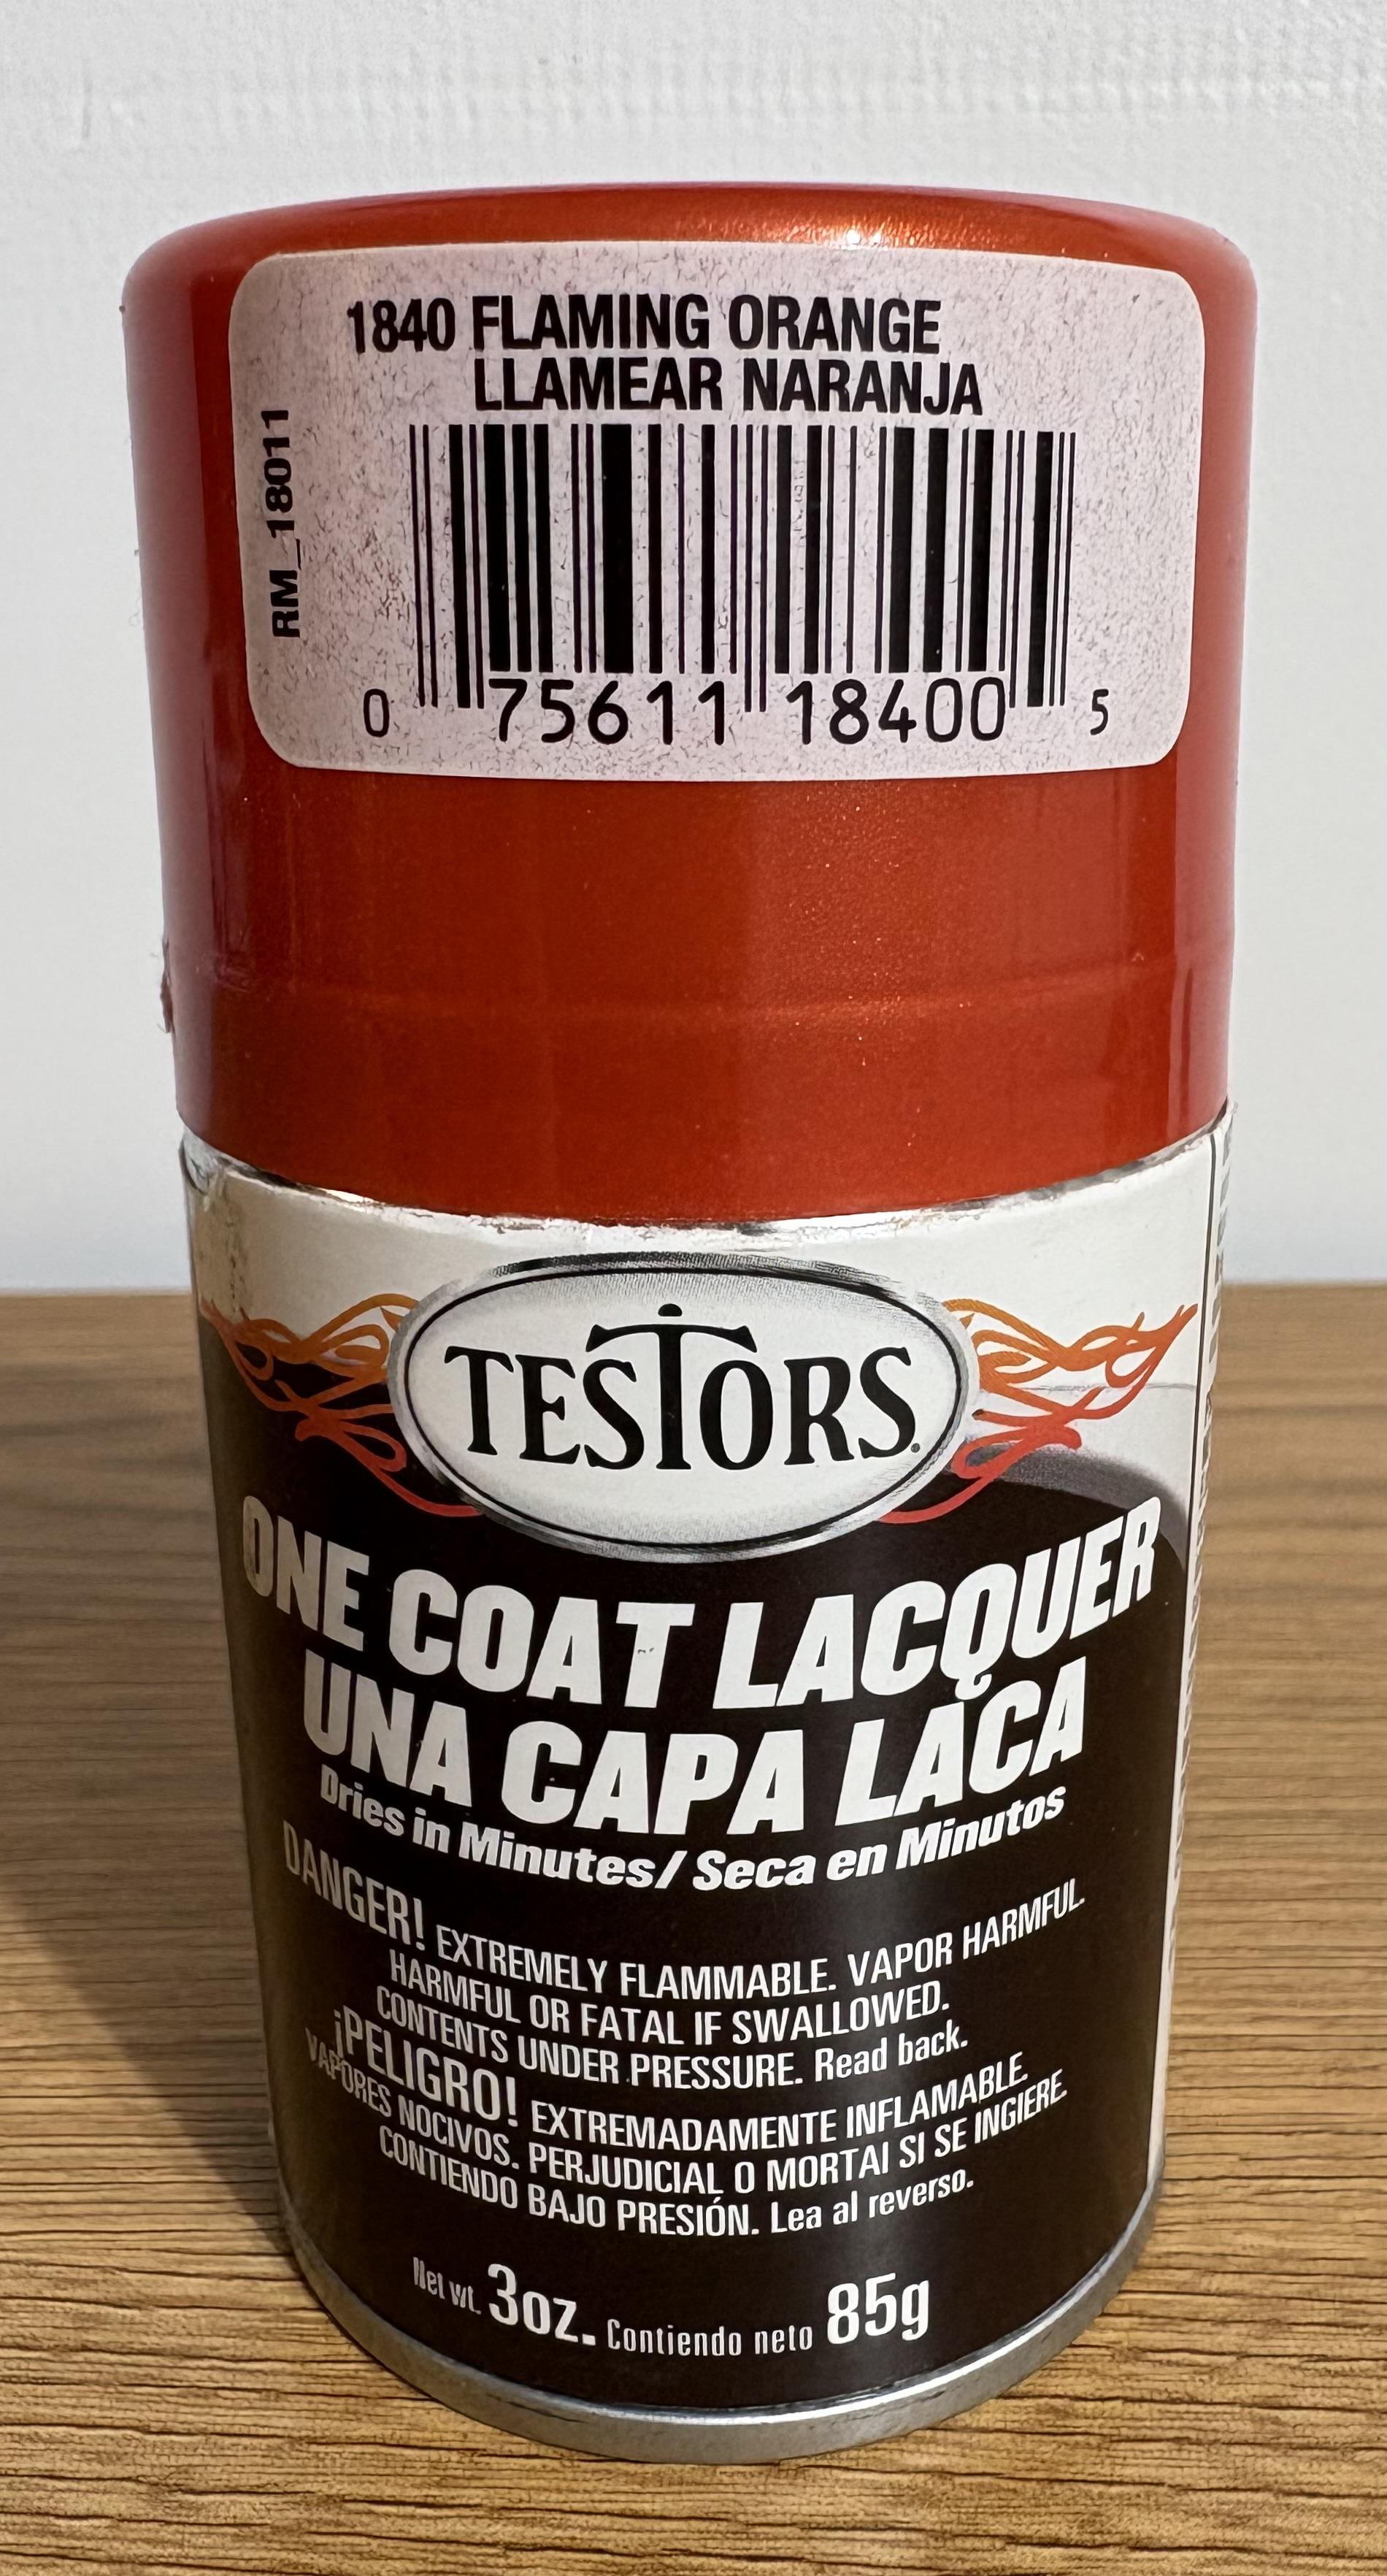 1840 FLAMING ORANGE
LLAMEAR NARANJA
RM_18011
0 75611 18400 5
TESTORS.
ONE COAT LACQUER
UNA CAPA LACA
Dries in Minutes/ Seca en Minutos
DANGER! EXTREMELY FLAMMABLE. VAPOR HARMFUL.
HARMFUL OR FATAL IF SWALLOWED.
CONTENTS UNDER PRESSURE. Read back.
¡PELIGRO! EXTREMADAMENTE INFLAMABLE.
VAPORES NOCIVOS. PERJUDICIAL O MORTAI SI SE INGIERE.
CONTIENDO BAJO PRESIÓN. Lea al reverso.
Net wt. 3oz. Contiendo neto 85g